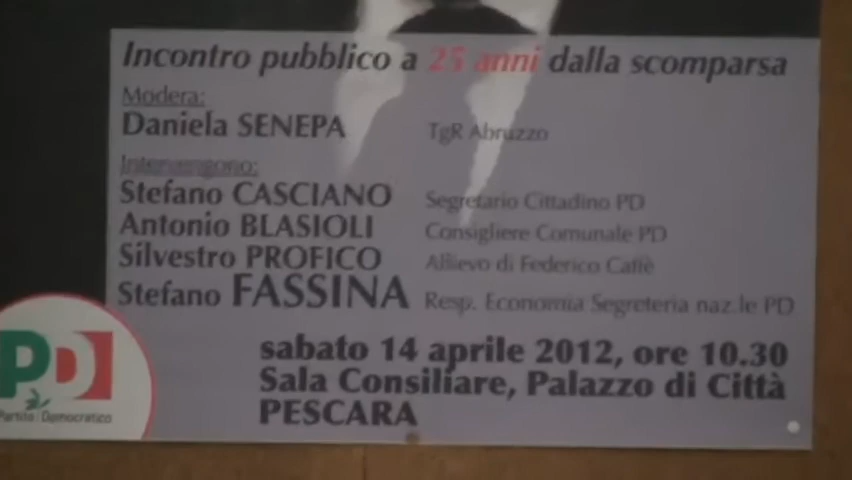 Incontro pubblico a 25 anni dalla scomparsa
Modera:
Daniela SENEPA TgR Abruzzo
Intervengono:
Stefano CASCIANO Segretario Cittadino PD
Antonio BLASIOLI Consigliere Comunale PD
Silvestro PROFICO Allievo di Federico Caffè
Stefano FASSINA Resp. Economia Segreteria naz.le PD
sabato 14 aprile 2012, ore 10.30
Sala Consiliare, Palazzo di Città
PESCARA
PD
Partito Democratico